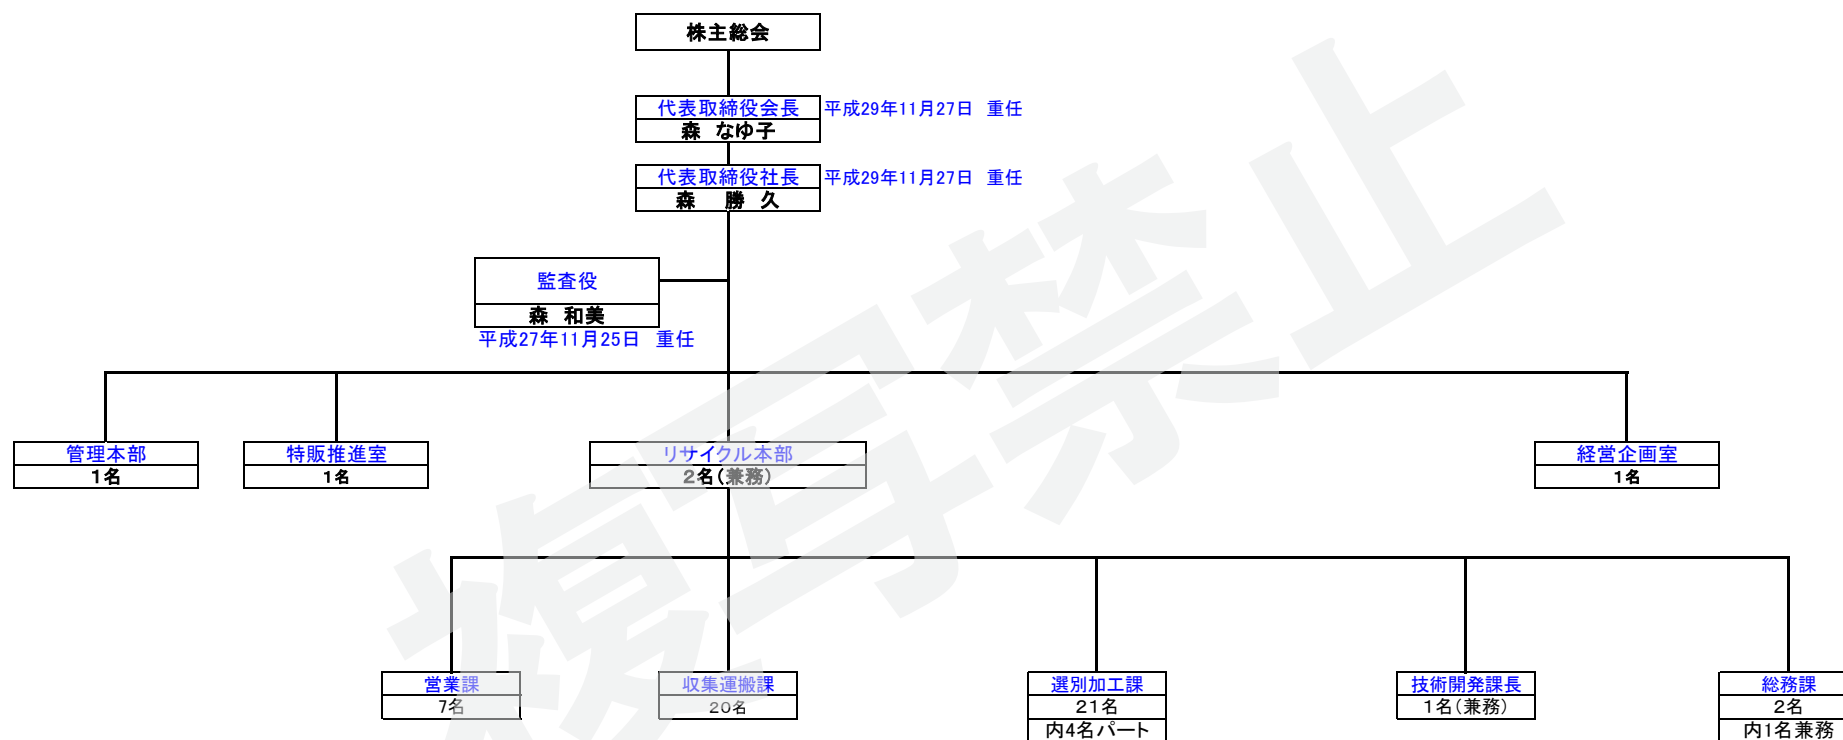 株主総会
代表取締役会長 平成29年11月27日 重任
森 なゆ子
代表取締役社長 平成29年11月27日 重任
森 勝 久
監査役
森 和美
平成27年11月25日 重任
管理本部 特販推進室 リサイクル本部 経営企画室
1名 1名 2名(兼務) 1名
営業課 収集運搬課 選別加工課 技術開発課長 総務課
7名 20名 21名 1名(兼務) 2名
内4名パート 内1名兼務
複写禁止